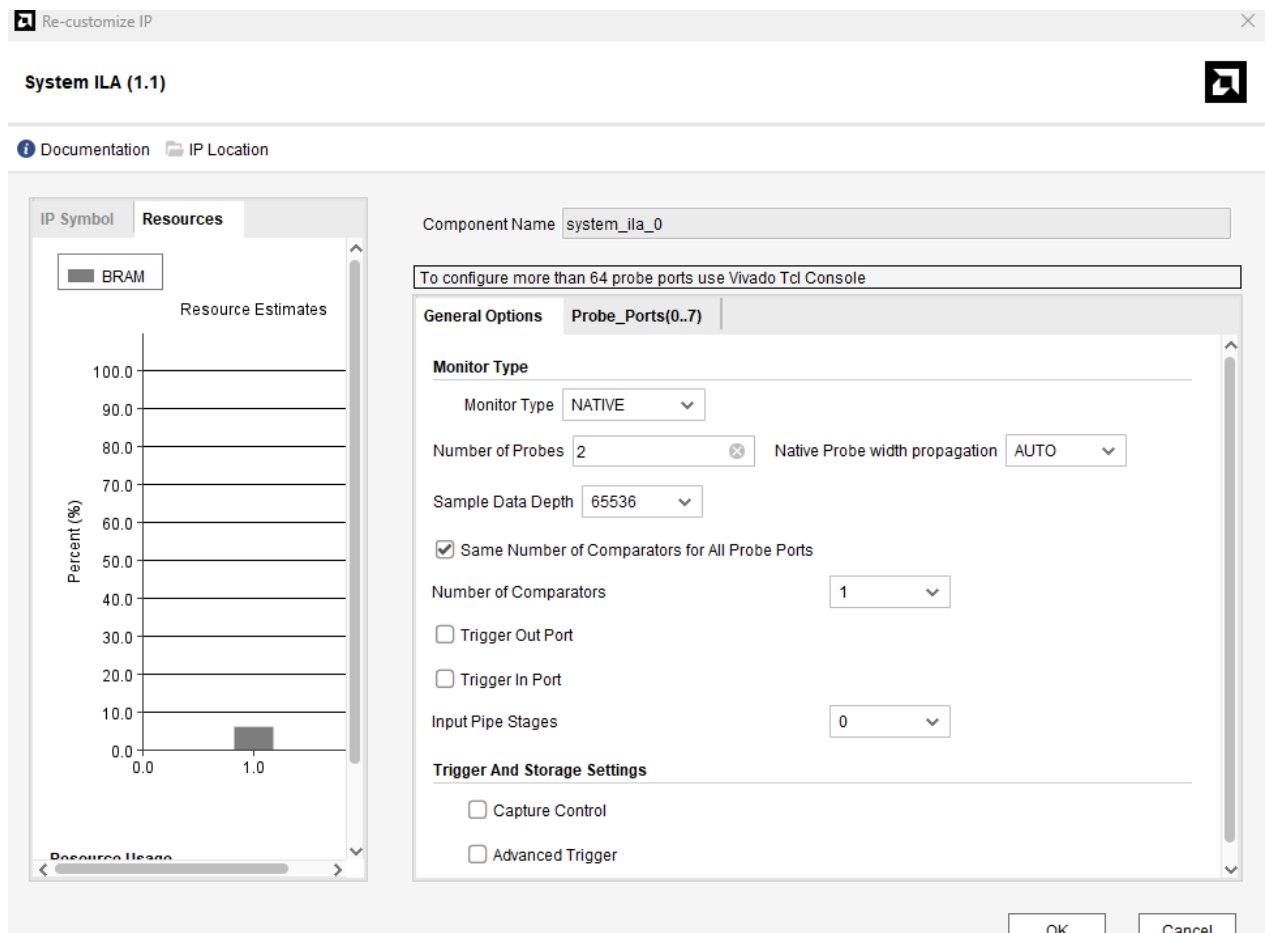 Re-customize IP
System ILA (1.1)
Documentation IP Location
IP Symbol Resources
BRAM
Resource Estimates
Percent (%)
100.0
90.0
80.0
70.0
60.0
50.0
40.0
30.0
20.0
10.0
0.0
0.0 1.0
Resource Usage
Component Name system_ila_0
To configure more than 64 probe ports use Vivado Tcl Console
General Options Probe_Ports(0..7)
Monitor Type
Monitor Type NATIVE
Number of Probes 2 Native Probe width propagation AUTO
Sample Data Depth 65536
Same Number of Comparators for All Probe Ports
Number of Comparators 1
Trigger Out Port
Trigger In Port
Input Pipe Stages 0
Trigger And Storage Settings
Capture Control
Advanced Trigger
OK Cancel